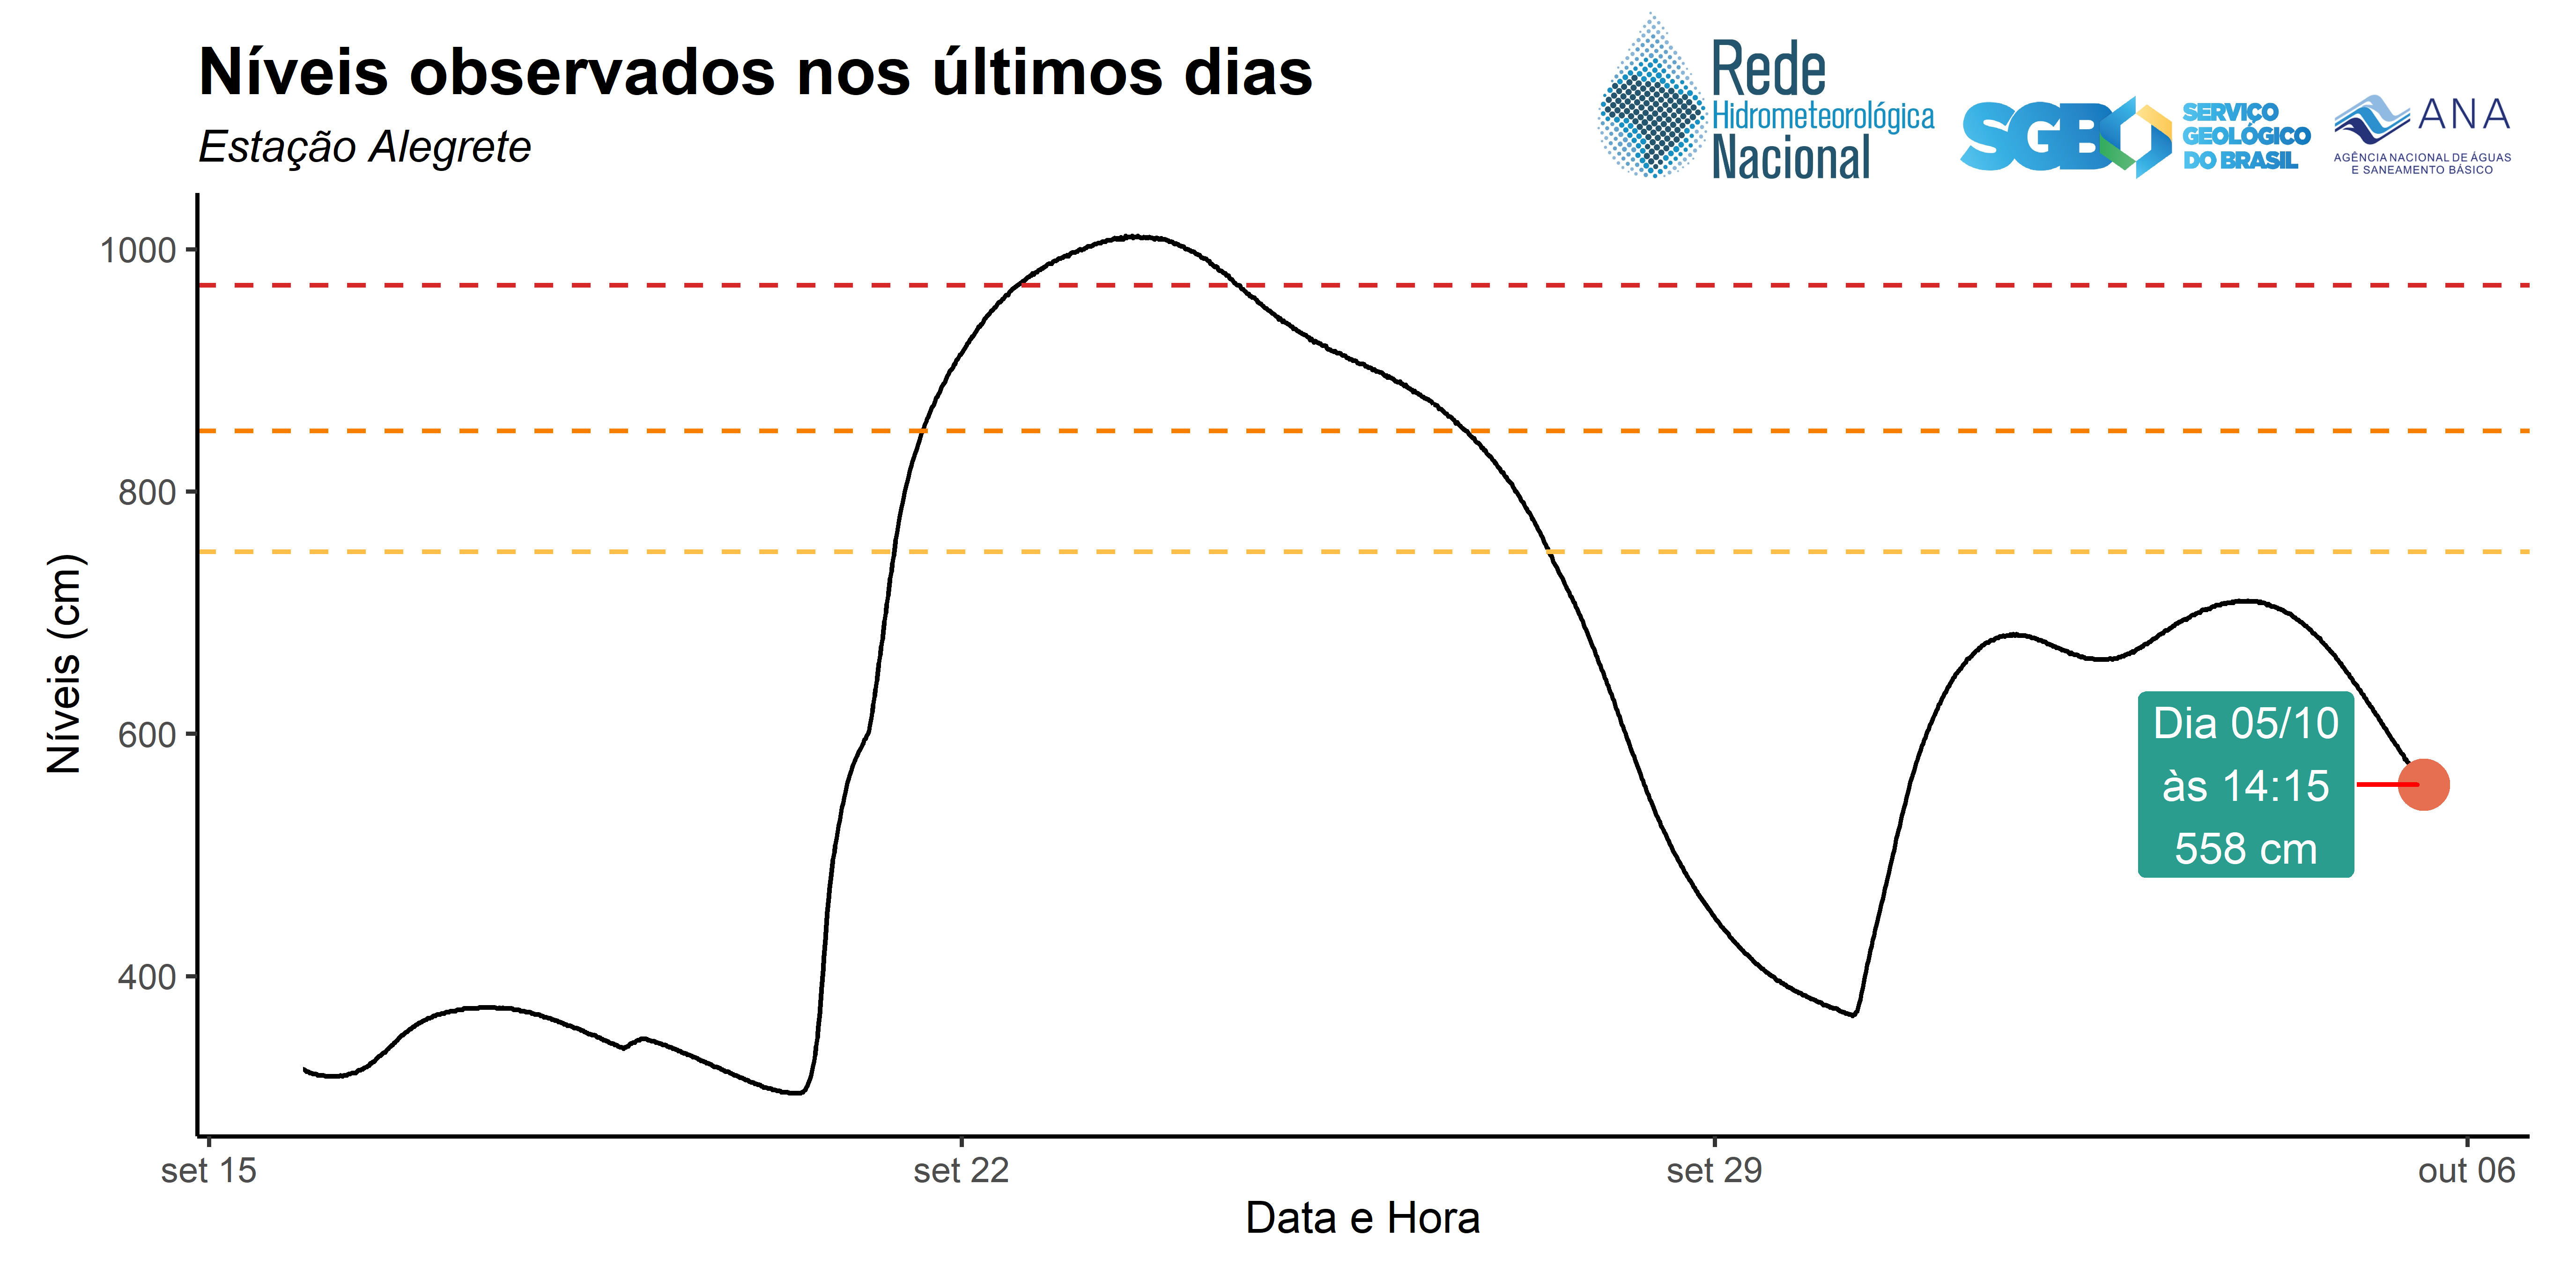 Níveis observados nos últimos dias
Estação Alegrete
Rede
Hidrometeorológica
Nacional
SGB
SERVIÇO
GEOLÓGICO
DO BRASIL
ANA
AGÊNCIA NACIONAL DE ÁGUAS
E SANEAMENTO BÁSICO
Níveis (cm)
1000
800
600
400
Dia 05/10
às 14:15
558 cm
set 15
set 22
set 29
out 06
Data e Hora